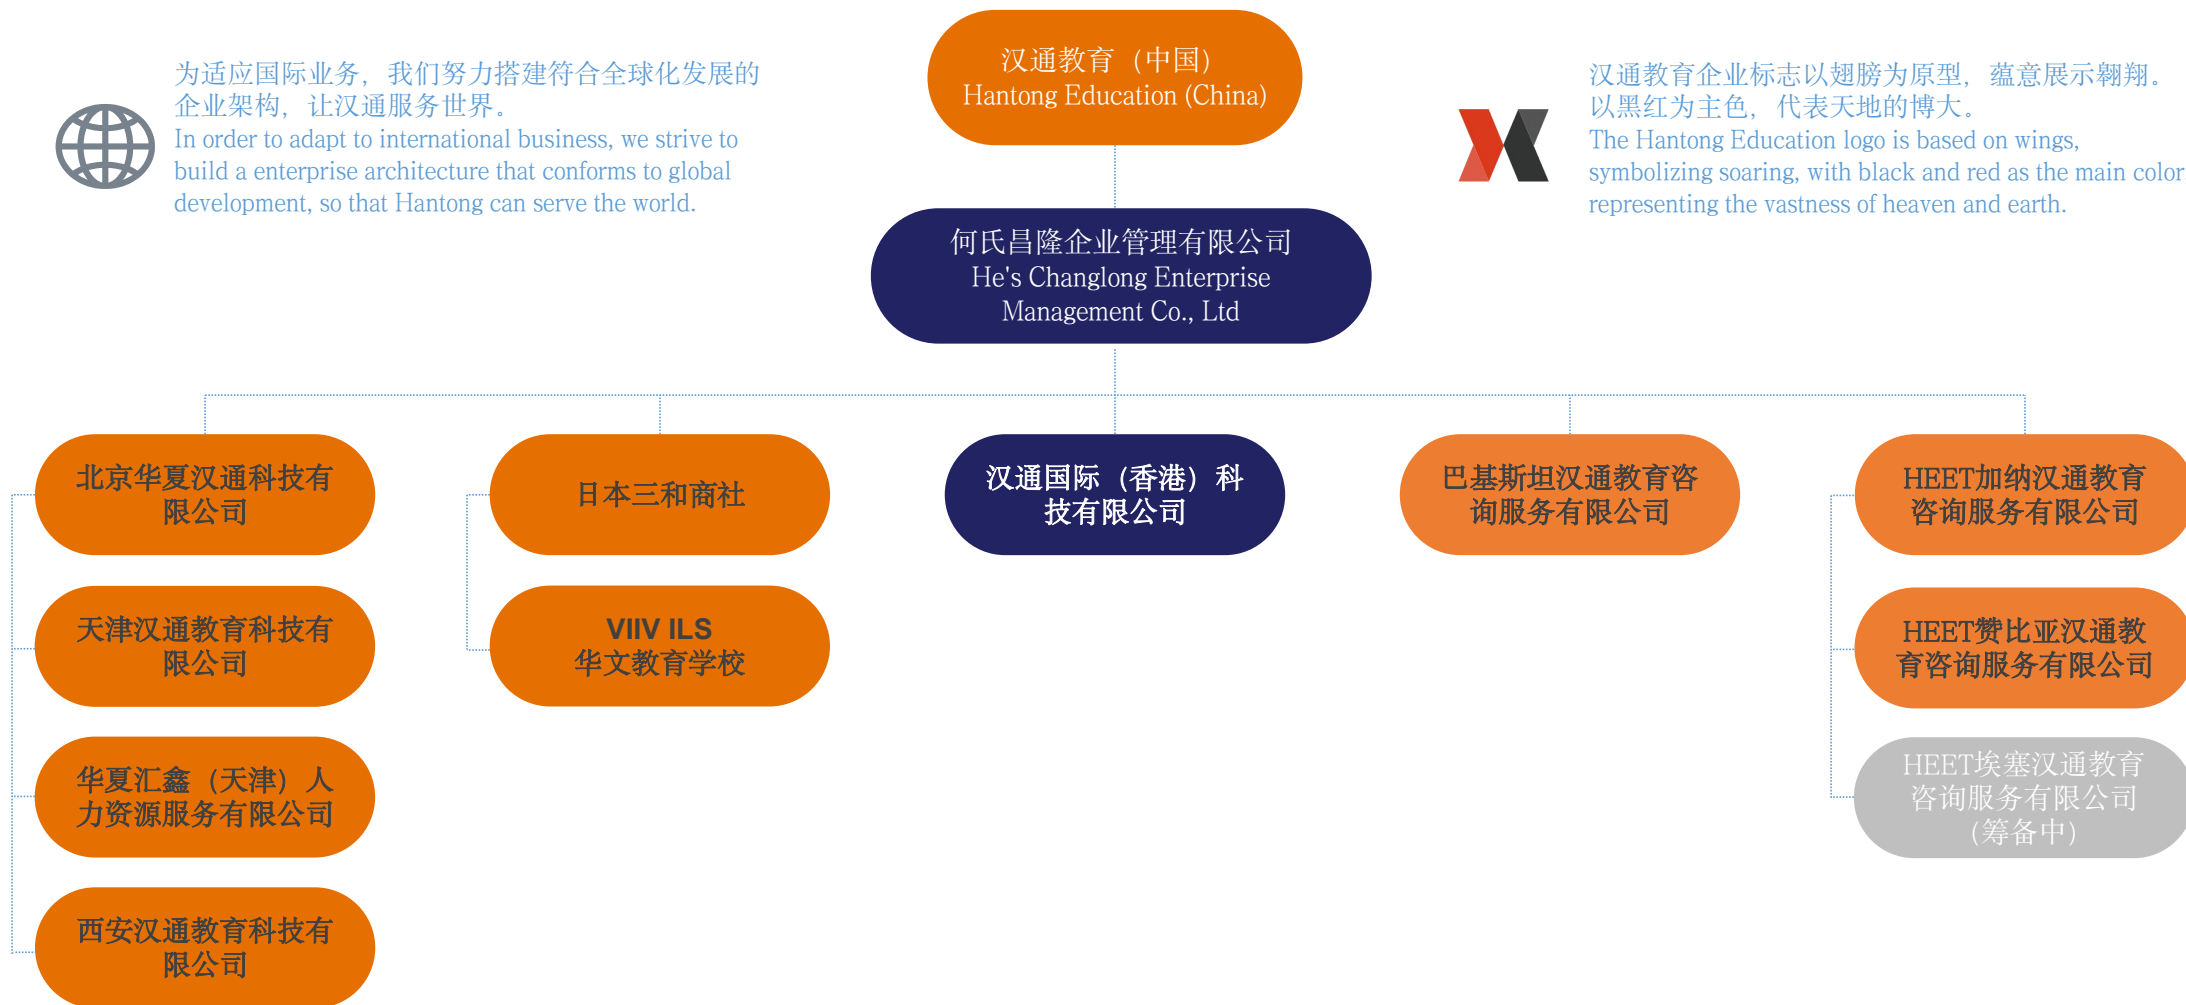 汉通教育（中国）
Hantong Education (China)
为适应国际业务，我们努力搭建符合全球化发展的
企业架构，让汉通服务世界。
In order to adapt to international business, we strive to
build a enterprise architecture that conforms to global
development, so that Hantong can serve the world.
汉通教育企业标志以翅膀为原型，蕴意展示翱翔。
以黑红为主色，代表天地的博大。
The Hantong Education logo is based on wings,
symbolizing soaring, with black and red as the main color
representing the vastness of heaven and earth.
何氏昌隆企业管理有限公司
He's Changlong Enterprise
Management Co., Ltd
北京华夏汉通科技有
限公司
天津汉通教育科技有
限公司
华夏汇鑫（天津）人
力资源服务有限公司
西安汉通教育科技有
限公司
日本三和商社
VIIV ILS
华文教育学校
汉通国际（香港）科
技有限公司
巴基斯坦汉通教育咨
询服务有限公司
HEET加纳汉通教育
咨询服务有限公司
HEET赞比亚汉通教
育咨询服务有限公司
HEET埃塞汉通教育
咨询服务有限公司
（筹备中）